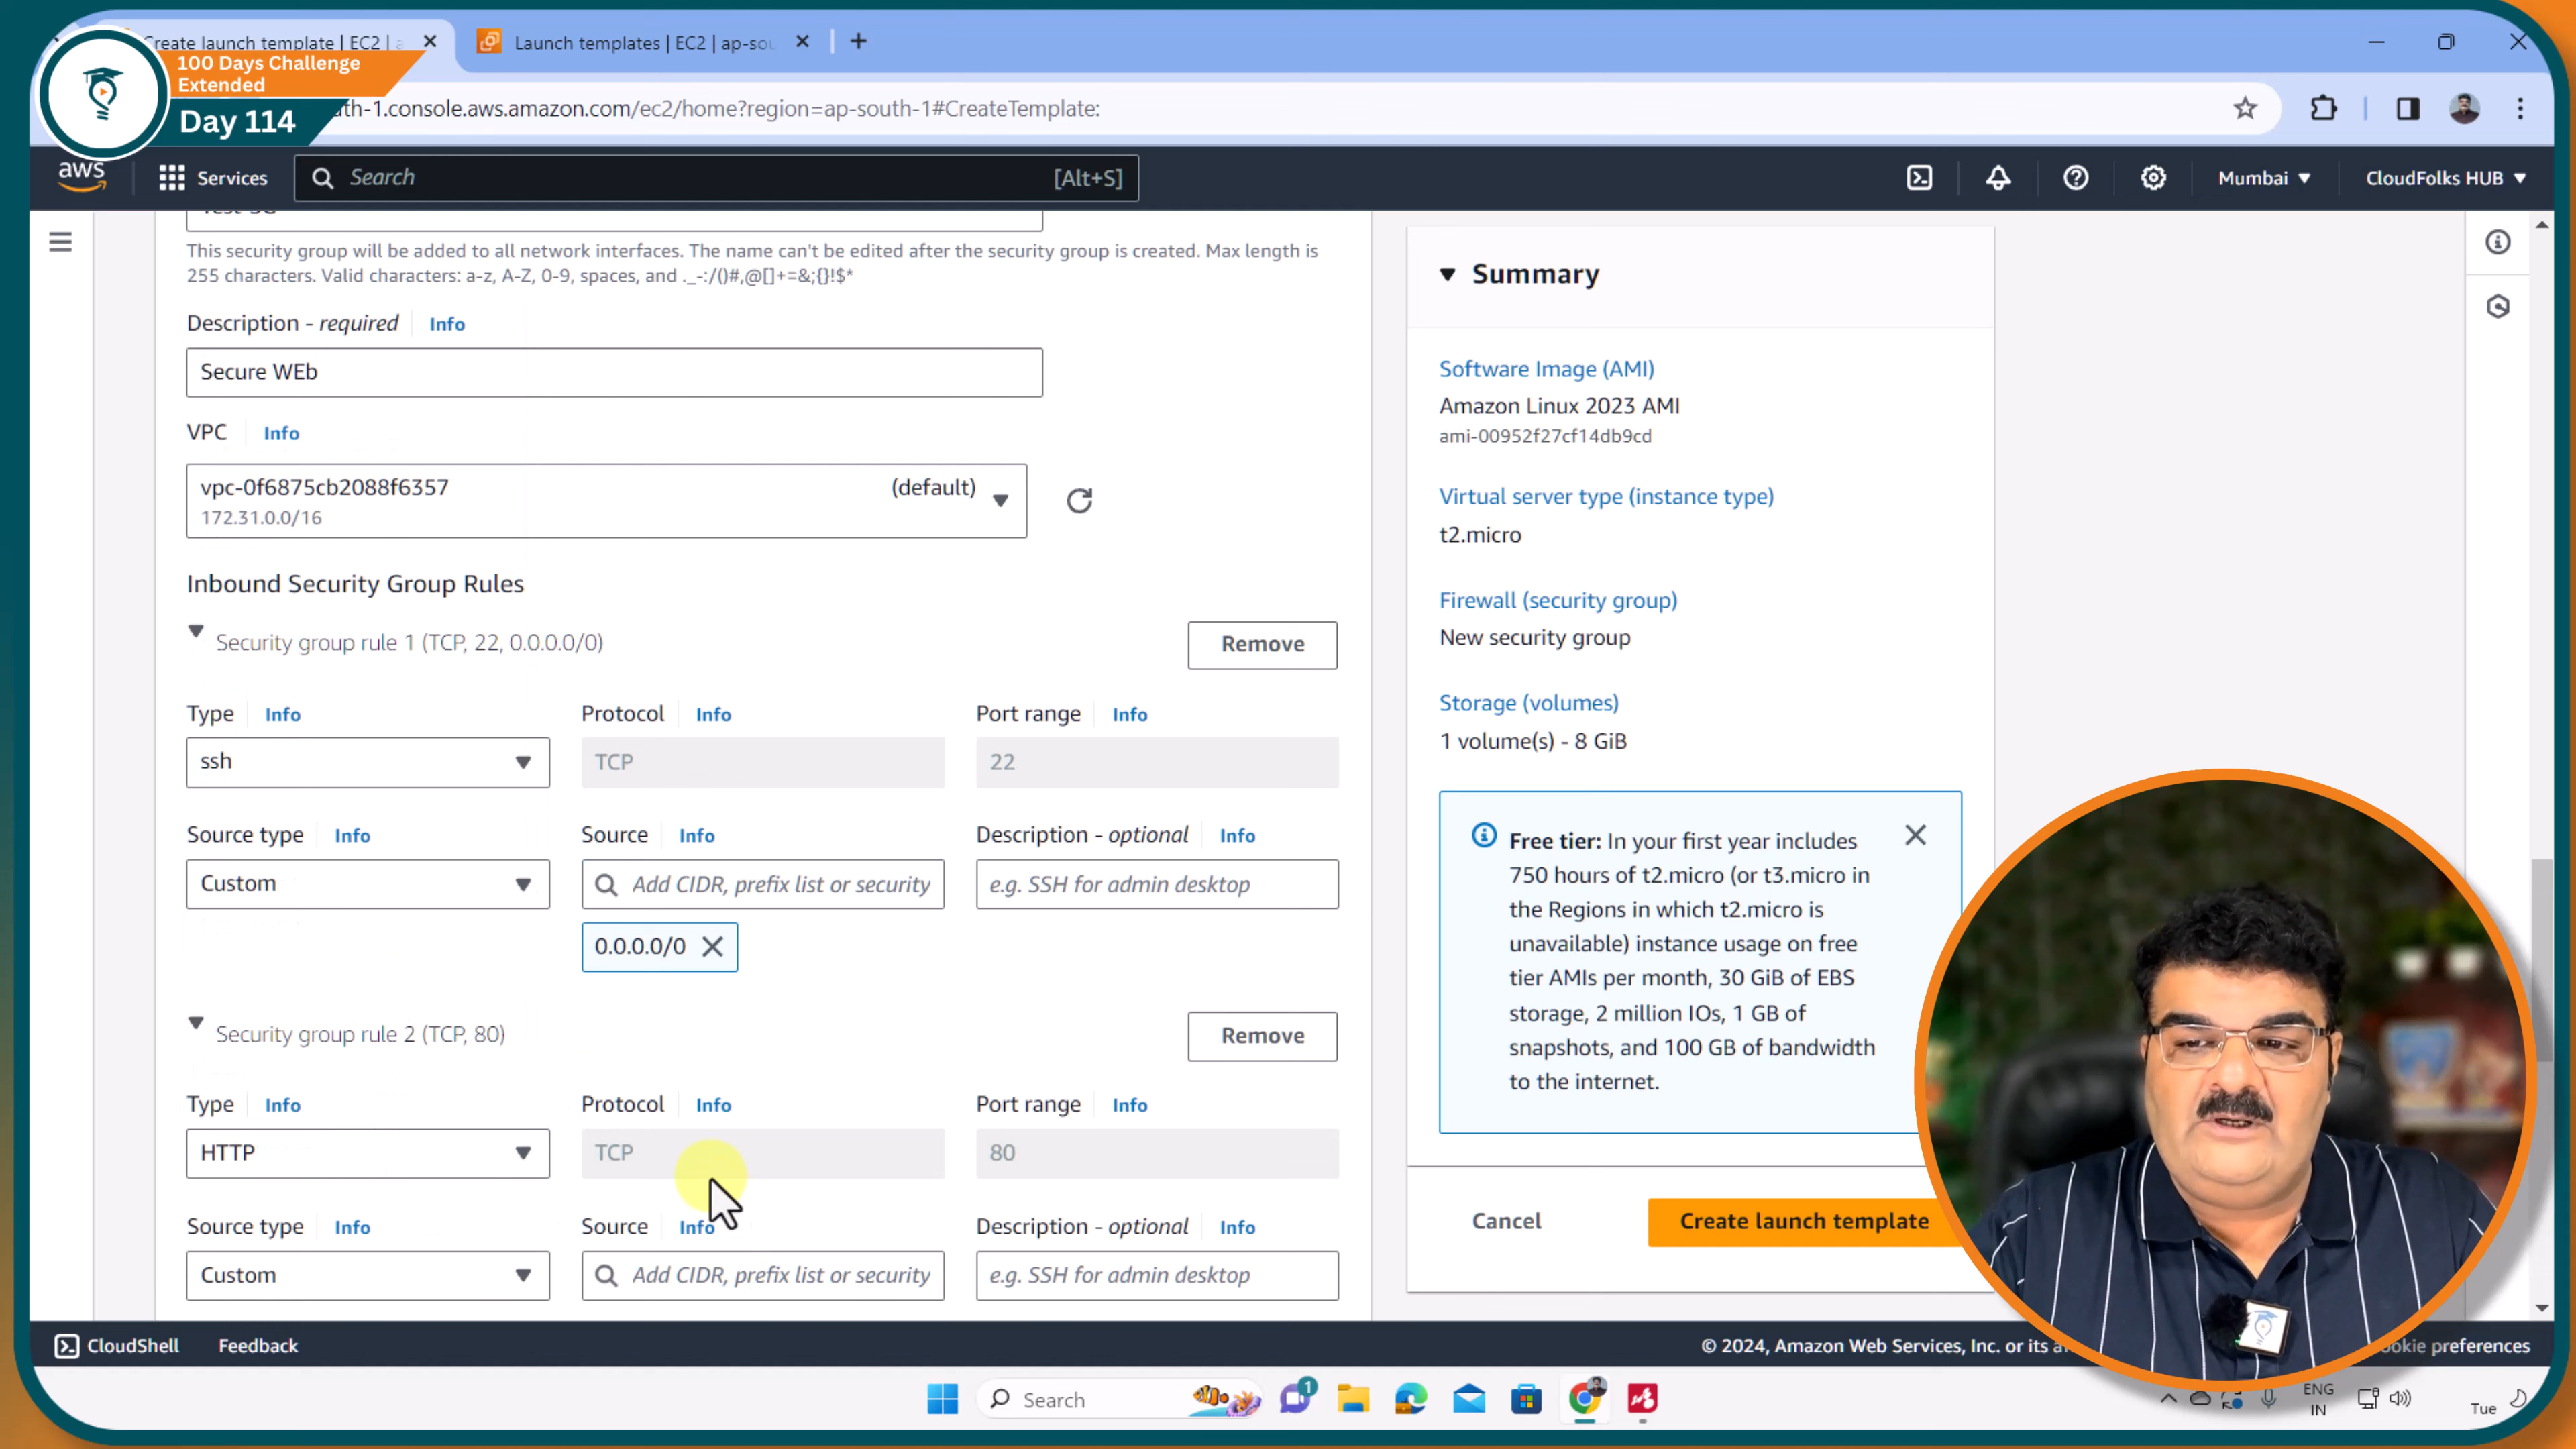 Create launch template | EC2 | a
Launch templates | EC2 | ap-sou
100 Days Challenge
Extended
Day 114
th-1.console.aws.amazon.com/ec2/home?region=ap-south-1#CreateTemplate:
aws
Services
Search
[Alt+S]
Mumbai
CloudFolks HUB
This security group will be added to all network interfaces. The name can't be edited after the security group is created. Max length is
255 characters. Valid characters: a-z, A-Z, 0-9, spaces, and ._-:/()#,@[]+=&;{}!$*
Description - required Info
Secure WEb
VPC Info
vpc-0f6875cb2088f6357 (default)
172.31.0.0/16
Inbound Security Group Rules
Security group rule 1 (TCP, 22, 0.0.0.0/0)
Remove
Type Info Protocol Info Port range Info
ssh TCP 22
Source type Info Source Info Description - optional Info
Custom Add CIDR, prefix list or security e.g. SSH for admin desktop
0.0.0.0/0
Security group rule 2 (TCP, 80)
Remove
Type Info Protocol Info Port range Info
HTTP TCP 80
Source type Info Source Info Description - optional Info
Custom Add CIDR, prefix list or security e.g. SSH for admin desktop
Summary
Software Image (AMI)
Amazon Linux 2023 AMI
ami-00952f27cf14db9cd
Virtual server type (instance type)
t2.micro
Firewall (security group)
New security group
Storage (volumes)
1 volume(s) - 8 GiB
Free tier: In your first year includes
750 hours of t2.micro (or t3.micro in
the Regions in which t2.micro is
unavailable) instance usage on free
tier AMIs per month, 30 GiB of EBS
storage, 2 million IOs, 1 GB of
snapshots, and 100 GB of bandwidth
to the internet.
Cancel
Create launch template
CloudShell
Feedback
© 2024, Amazon Web Services, Inc. or its a
ookie preferences
Search
1
ENG
IN
Tue